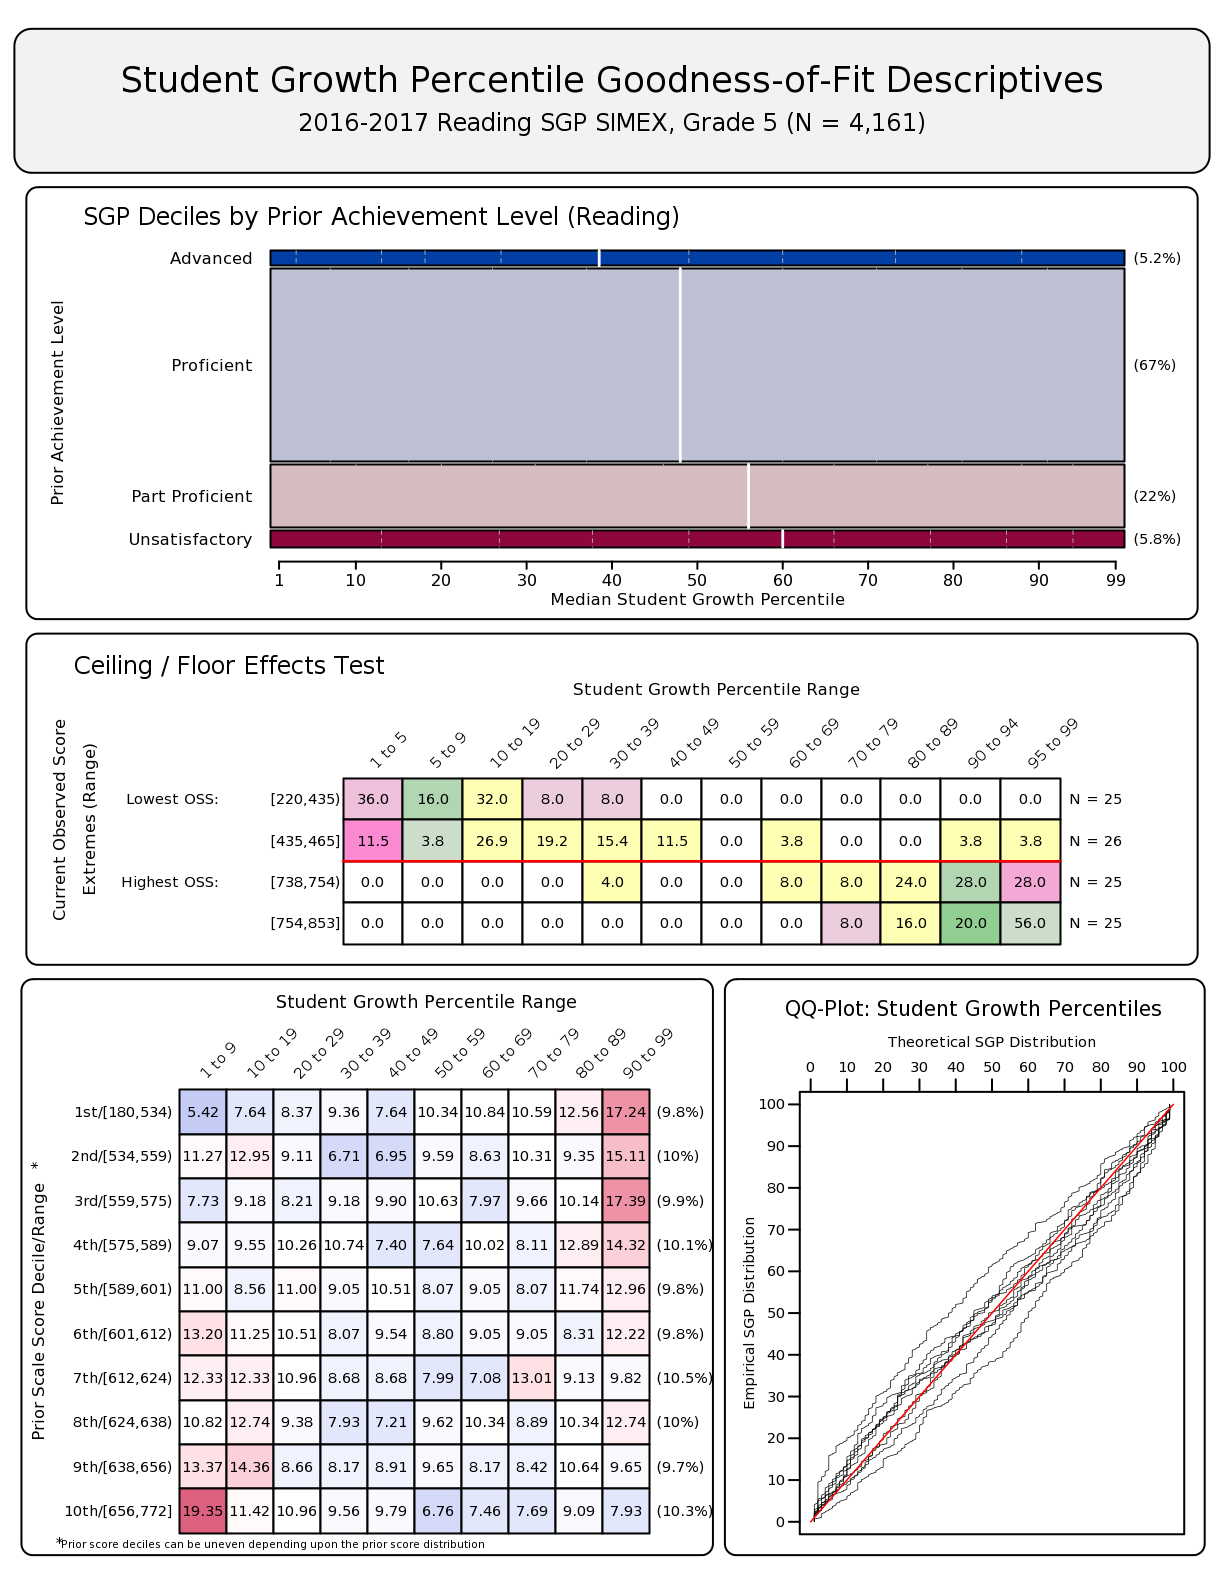 Student Growth Percentile Goodness-of-Fit Descriptives
2016-2017 Reading SGP SIMEX, Grade 5 (N = 4,161)
SGP Deciles by Prior Achievement Level (Reading)
Prior Achievement Level
Advanced (5.2%)
Proficient (67%)
Part Proficient (22%)
Unsatisfactory (5.8%)
1 10 20 30 40 50 60 70 80 90 99
Median Student Growth Percentile
Ceiling / Floor Effects Test
Student Growth Percentile Range
Current Observed Score
Extremes (Range)
1 to 5 5 to 9 10 to 19 20 to 29 30 to 39 40 to 49 50 to 59 60 to 69 70 to 79 80 to 89 90 to 94 95 to 99
Lowest OSS: [220,435) 36.0 16.0 32.0 8.0 8.0 0.0 0.0 0.0 0.0 0.0 0.0 0.0 N = 25
[435,465] 11.5 3.8 26.9 19.2 15.4 11.5 0.0 3.8 0.0 0.0 3.8 3.8 N = 26
Highest OSS: [738,754) 0.0 0.0 0.0 0.0 4.0 0.0 0.0 8.0 8.0 24.0 28.0 28.0 N = 25
[754,853] 0.0 0.0 0.0 0.0 0.0 0.0 0.0 0.0 8.0 16.0 20.0 56.0 N = 25
Student Growth Percentile Range
Prior Scale Score Decile/Range *
1 to 9 10 to 19 20 to 29 30 to 39 40 to 49 50 to 59 60 to 69 70 to 79 80 to 89 90 to 99
1st/[180,534) 5.42 7.64 8.37 9.36 7.64 10.34 10.84 10.59 12.56 17.24 (9.8%)
2nd/[534,559) 11.27 12.95 9.11 6.71 6.95 9.59 8.63 10.31 9.35 15.11 (10%)
3rd/[559,575) 7.73 9.18 8.21 9.18 9.90 10.63 7.97 9.66 10.14 17.39 (9.9%)
4th/[575,589) 9.07 9.55 10.26 10.74 7.40 7.64 10.02 8.11 12.89 14.32 (10.1%)
5th/[589,601) 11.00 8.56 11.00 9.05 10.51 8.07 9.05 8.07 11.74 12.96 (9.8%)
6th/[601,612) 13.20 11.25 10.51 8.07 9.54 8.80 9.05 9.05 8.31 12.22 (9.8%)
7th/[612,624) 12.33 12.33 10.96 8.68 8.68 7.99 7.08 13.01 9.13 9.82 (10.5%)
8th/[624,638) 10.82 12.74 9.38 7.93 7.21 9.62 10.34 8.89 10.34 12.74 (10%)
9th/[638,656) 13.37 14.36 8.66 8.17 8.91 9.65 8.17 8.42 10.64 9.65 (9.7%)
10th/[656,772] 19.35 11.42 10.96 9.56 9.79 6.76 7.46 7.69 9.09 7.93 (10.3%)
*Prior score deciles can be uneven depending upon the prior score distribution
QQ-Plot: Student Growth Percentiles
Theoretical SGP Distribution
0 10 20 30 40 50 60 70 80 90 100
Empirical SGP Distribution
100
90
80
70
60
50
40
30
20
10
0